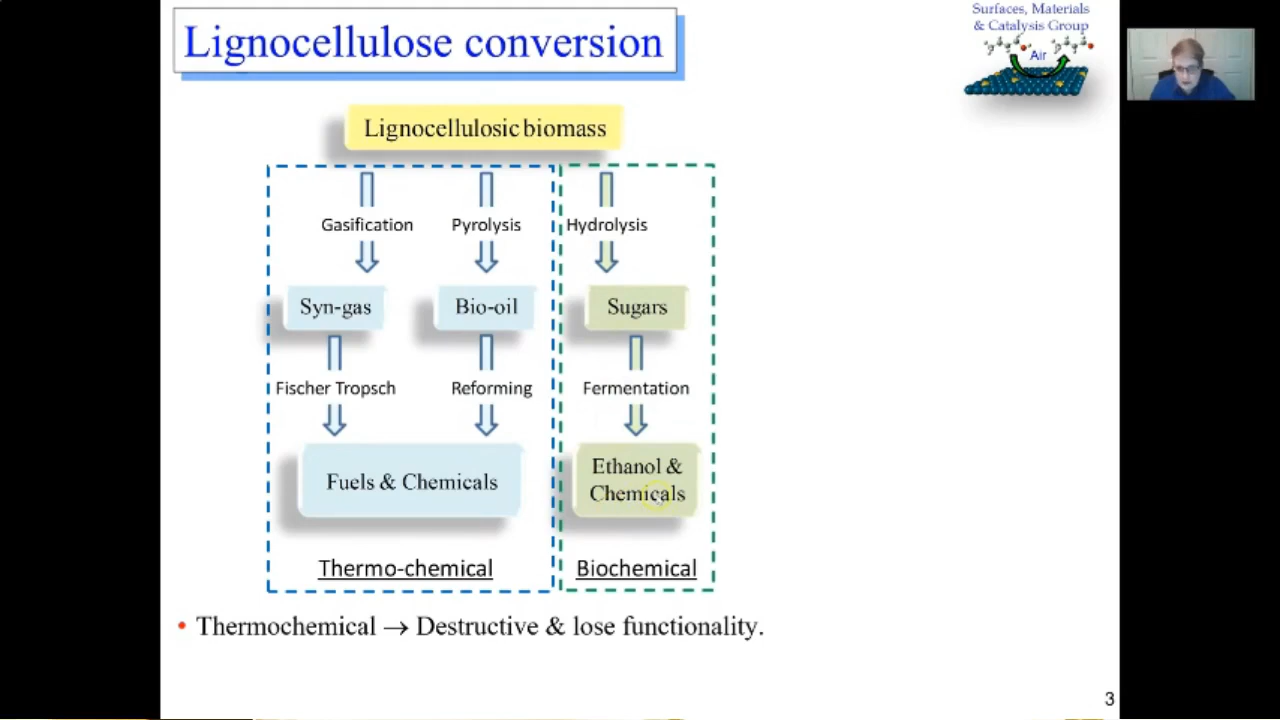 Lignocellulose conversion
Surfaces, Materials
& Catalysis Group
Air
Lignocellulosic biomass
Gasification
Pyrolysis
Hydrolysis
Syn-gas
Bio-oil
Sugars
Fischer Tropsch
Reforming
Fermentation
Fuels & Chemicals
Ethanol &
Chemicals
Thermo-chemical
Biochemical
• Thermochemical → Destructive & lose functionality.
3